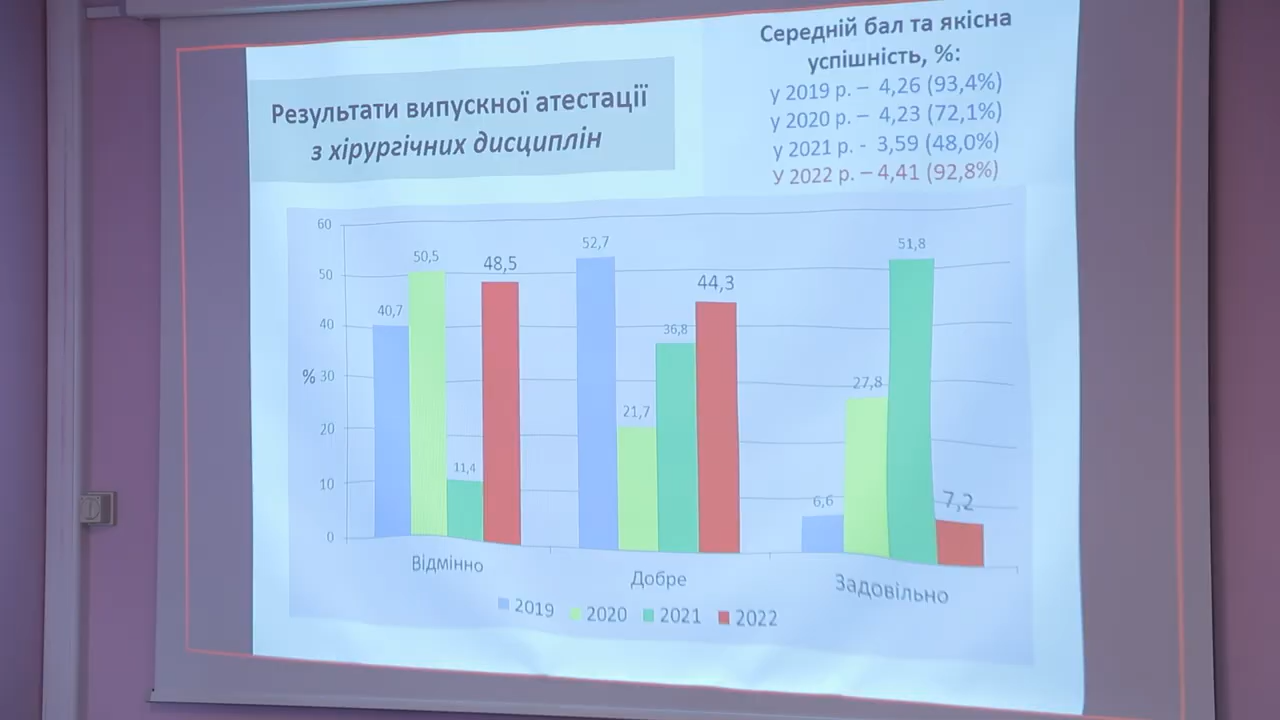 Результати випускної атестації
з хірургічних дисциплін
Середній бал та якісна
успішність, %:
у 2019 р. – 4,26 (93,4%)
у 2020 р. – 4,23 (72,1%)
у 2021 р. - 3,59 (48,0%)
У 2022 р. – 4,41 (92,8%)
60
50
40
% 30
20
10
0
40,7
50,5
11,4
48,5
52,7
21,7
36,8
44,3
6,6
27,8
51,8
7,2
Відмінно
Добре
Задовільно
2019 2020 2021 2022